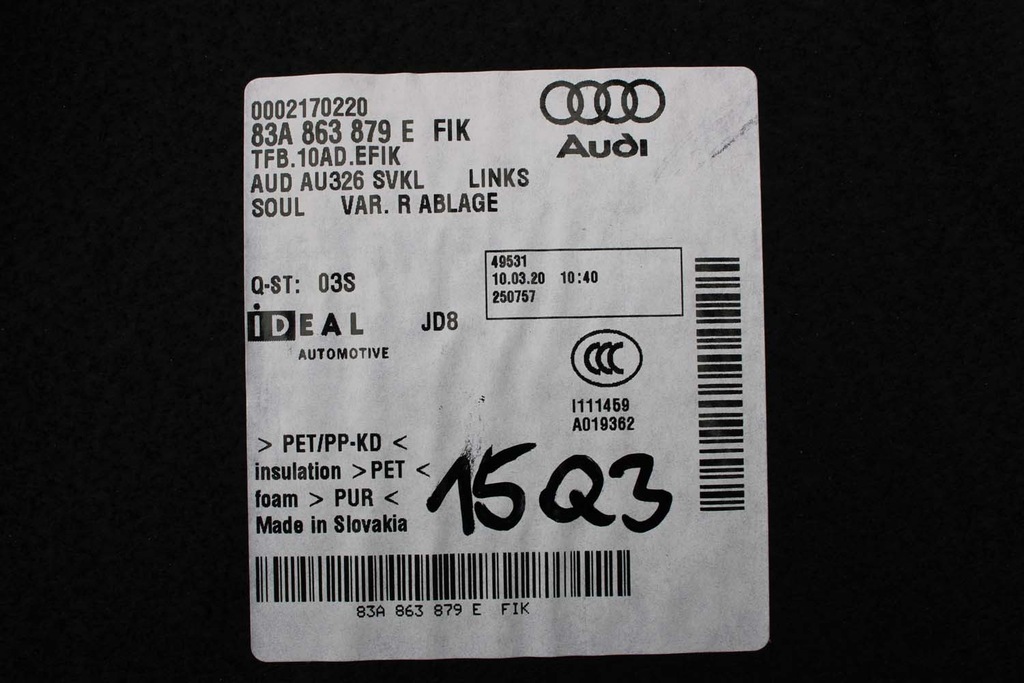 0002170220
83A 863 879 E FIK
TFB.10AD.EFIK
AUD AU326 SVKL LINKS
SOUL VAR. R ABLAGE
Audi
Q-ST: 03S
49531
10.03.20 10:40
250757
iDEAL JD8
AUTOMOTIVE
CCC
I111459
A019362
> PET/PP-KD <
insulation >PET <
foam > PUR <
Made in Slovakia
15Q3
83A 863 879 E FIK